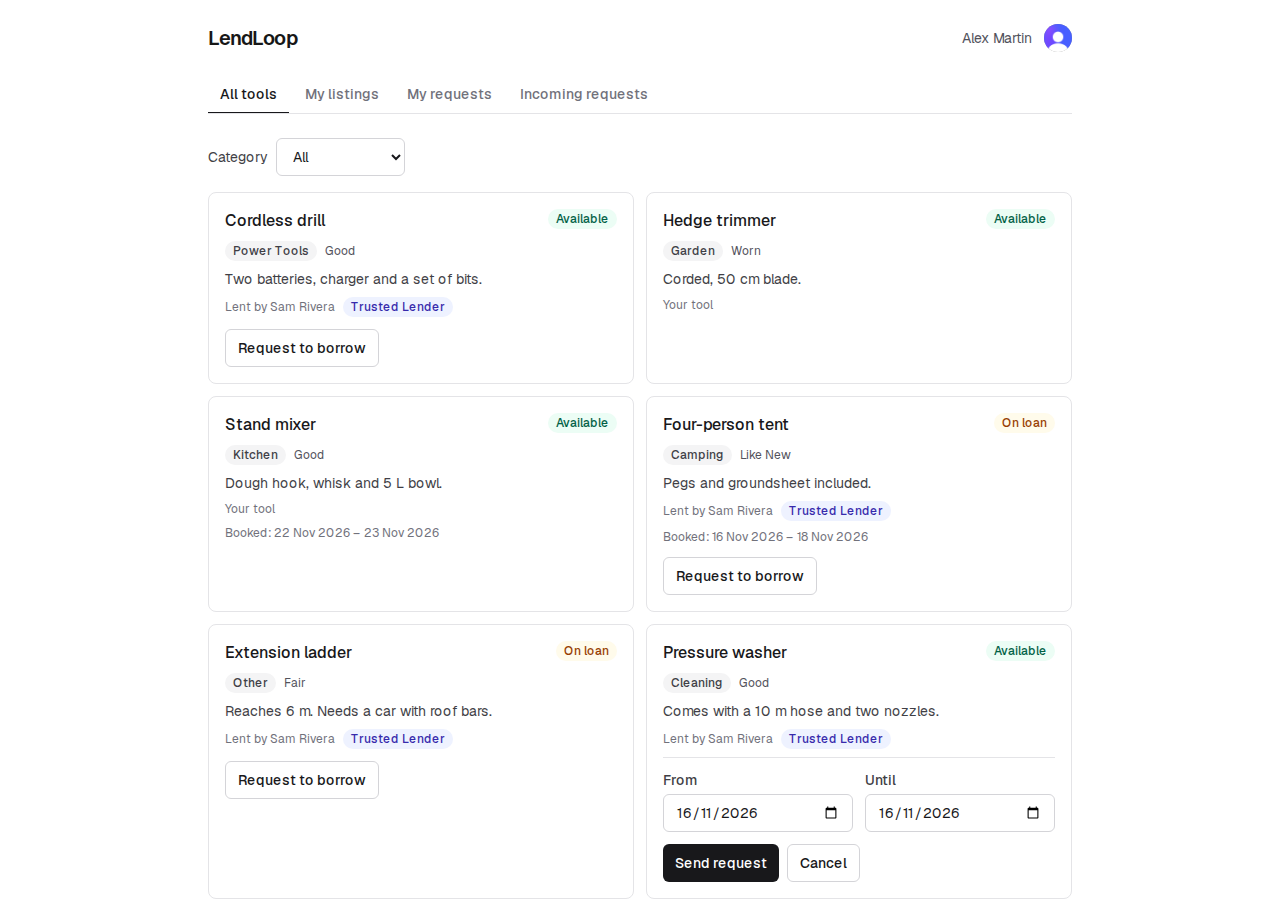 LendLoop
Alex Martin
All tools
My listings
My requests
Incoming requests
Category
All
Cordless drill
Available
Power Tools
Good
Two batteries, charger and a set of bits.
Lent by Sam Rivera
Trusted Lender
Request to borrow
Hedge trimmer
Available
Garden
Worn
Corded, 50 cm blade.
Your tool
Stand mixer
Available
Kitchen
Good
Dough hook, whisk and 5 L bowl.
Your tool
Booked: 22 Nov 2026 – 23 Nov 2026
Four-person tent
On loan
Camping
Like New
Pegs and groundsheet included.
Lent by Sam Rivera
Trusted Lender
Booked: 16 Nov 2026 – 18 Nov 2026
Request to borrow
Extension ladder
On loan
Other
Fair
Reaches 6 m. Needs a car with roof bars.
Lent by Sam Rivera
Trusted Lender
Request to borrow
Pressure washer
Available
Cleaning
Good
Comes with a 10 m hose and two nozzles.
Lent by Sam Rivera
Trusted Lender
From
Until
16/11/2026
16/11/2026
Send request
Cancel